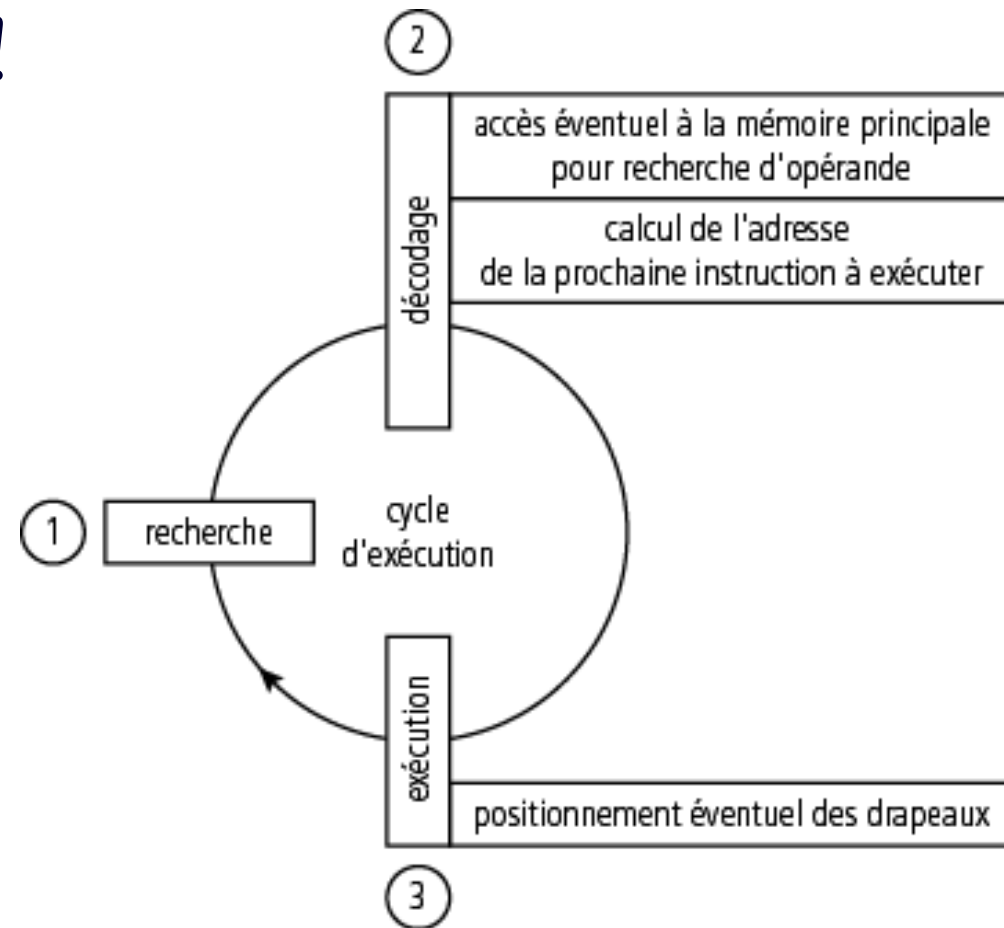 !
2
accès éventuel à la mémoire principale
pour recherche d'opérande
calcul de l'adresse
de la prochaine instruction à exécuter
décodage
1
recherche
cycle
d'exécution
exécution
positionnement éventuel des drapeaux
3